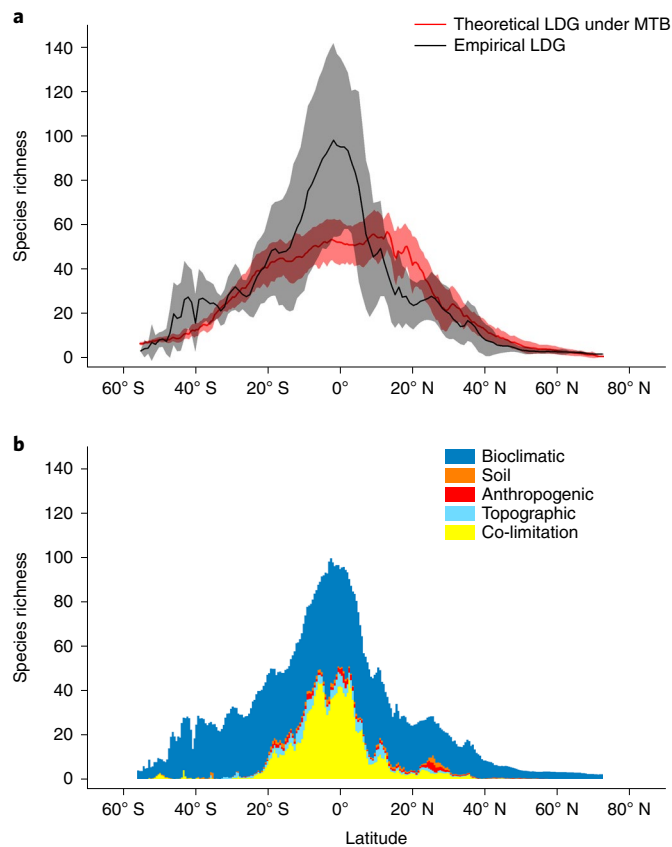 a
Theoretical LDG under MTB
Empirical LDG
Species richness
140
120
100
80
60
40
20
0
60° S
40° S
20° S
0°
20° N
40° N
60° N
80° N
b
Bioclimatic
Soil
Anthropogenic
Topographic
Co-limitation
Species richness
140
120
100
80
60
40
20
0
60° S
40° S
20° S
0°
20° N
40° N
60° N
80° N
Latitude